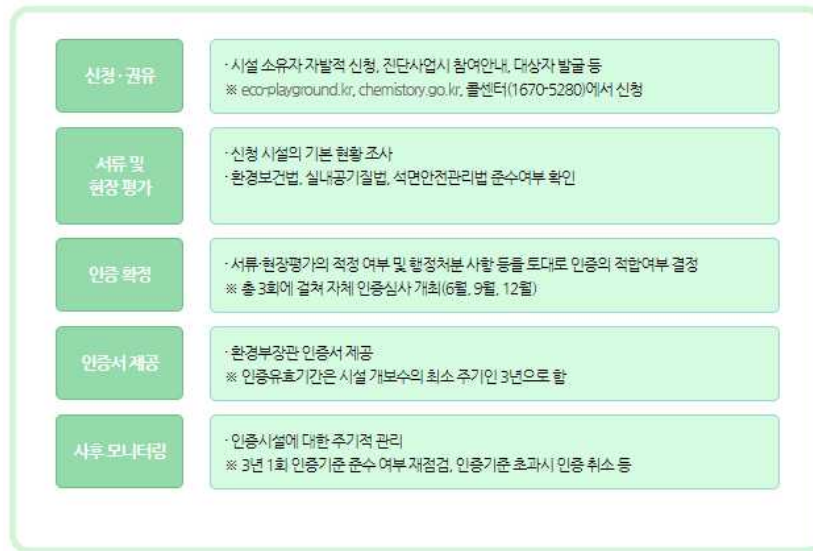 신청·권유
· 시설 소유자 자발적 신청, 진단사업시 참여안내, 대상자 발굴 등
※ eco-playground.kr, chemistory.go.kr, 콜센터(1670-5280)에서 신청
서류 및
현장 평가
· 신청 시설의 기본 현황 조사
· 환경보건법, 실내공기질법, 석면안전관리법 준수여부 확인
인증 확정
· 서류·현장평가의 적정 여부 및 행정처분 사항 등을 토대로 인증의 적합여부 결정
※ 총 3회에 걸쳐 자체 인증심사 개최(6월, 9월, 12월)
인증서 제공
· 환경부장관 인증서 제공
※ 인증유효기간은 시설 개보수의 최소 주기인 3년으로 함
사후 모니터링
· 인증시설에 대한 주기적 관리
※ 3년 1회 인증기준 준수 여부 재점검, 인증기준 초과시 인증 취소 등